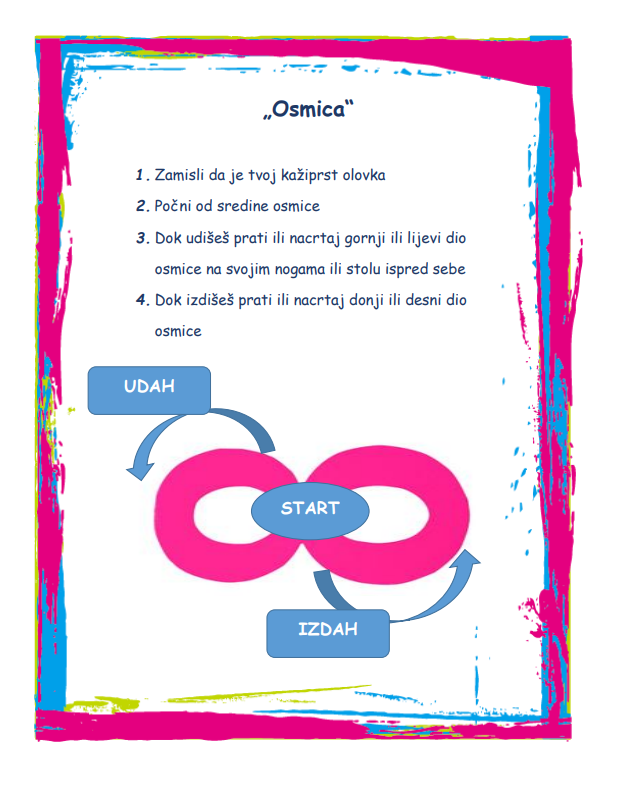 „Osmica“
1. Zamisli da je tvoj kažiprst olovka
2. Počni od sredine osmice
3. Dok udišeš prati ili nacrtaj gornji ili lijevi dio
osmice na svojim nogama ili stolu ispred sebe
4. Dok izdišeš prati ili nacrtaj donji ili desni dio
osmice
UDAH
START
IZDAH